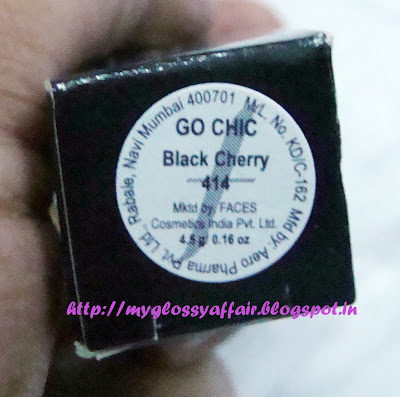 GO CHIC
Black Cherry
414
Mktd by: FACES
Cosmetics India Pvt. Ltd.
4.5 g/ 0.16 oz
M/L. No. KD/C-162 Mfd by: Aero Pharma Pvt. Ltd., Rabale, Navi Mumbai 400701
http://myglossyaffair.blogspot.in